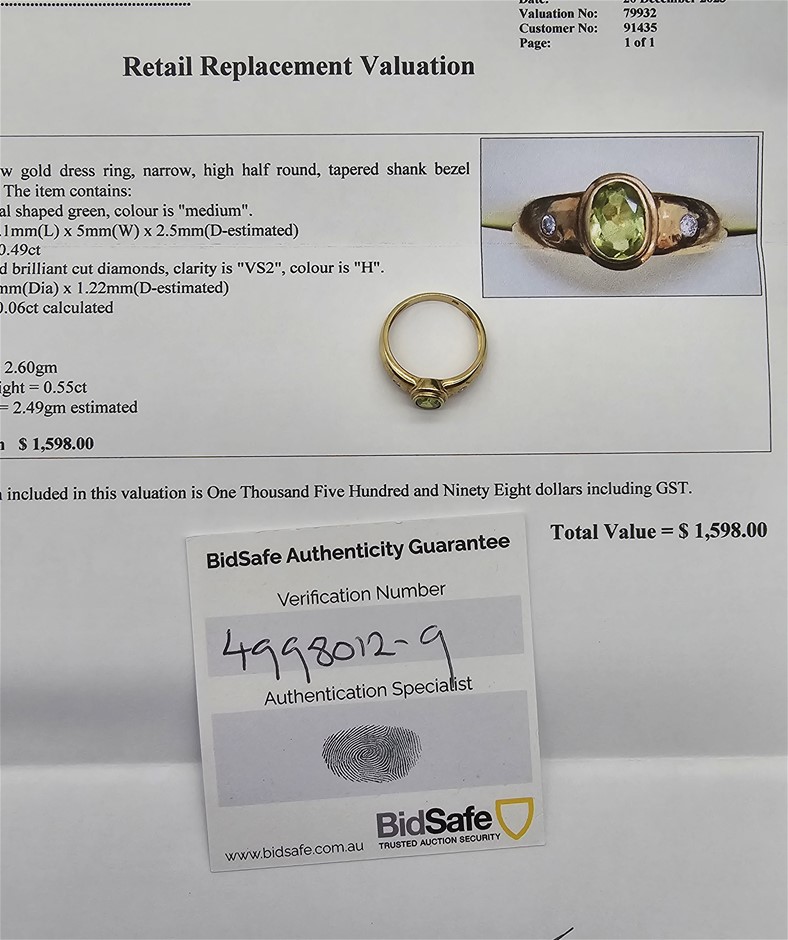 Valuation No: 79932
Customer No: 91435
Page: 1 of 1
Retail Replacement Valuation
w gold dress ring, narrow, high half round, tapered shank bezel
The item contains:
al shaped green, colour is "medium".
.1mm(L) x 5mm(W) x 2.5mm(D-estimated)
0.49ct
d brilliant cut diamonds, clarity is "VS2", colour is "H".
mm(Dia) x 1.22mm(D-estimated)
0.06ct calculated
2.60gm
ight = 0.55ct
= 2.49gm estimated
$ 1,598.00
included in this valuation is One Thousand Five Hundred and Ninety Eight dollars including GST.
Total Value = $ 1,598.00
BidSafe Authenticity Guarantee
Verification Number
4998012-9
Authentication Specialist
BidSafe
TRUSTED AUCTION SECURITY
www.bidsafe.com.au